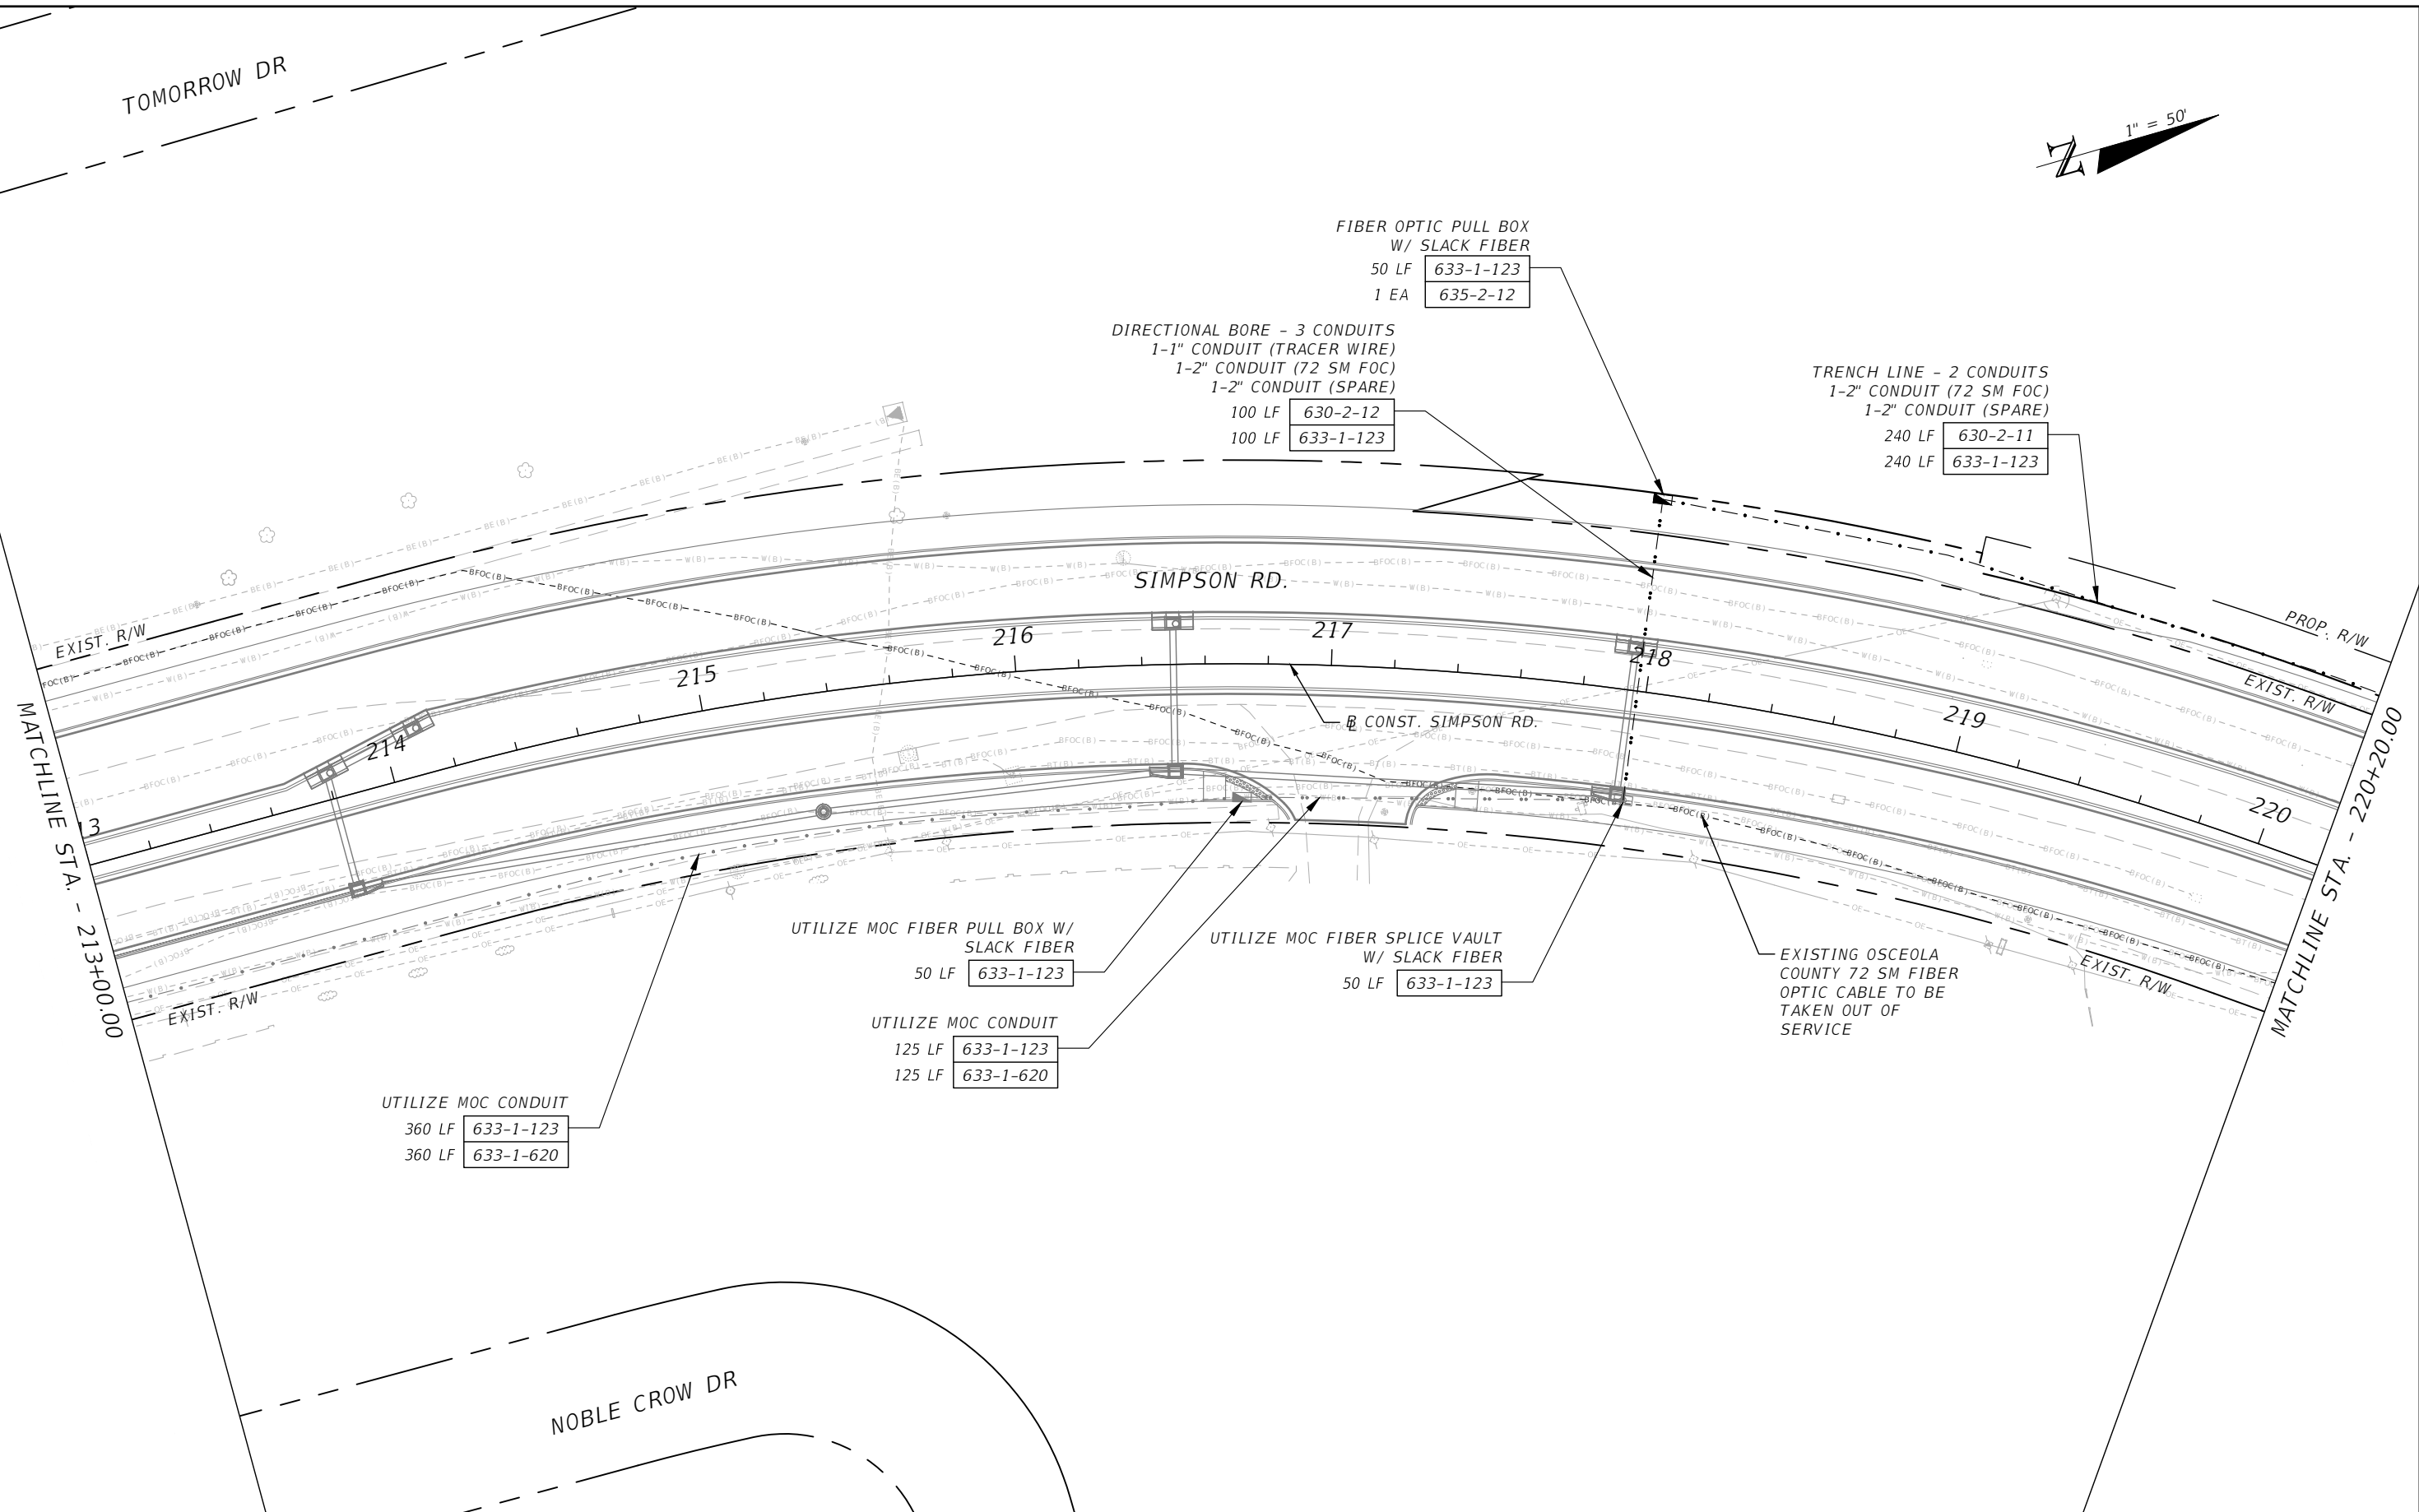 TOMORROW DR
1" = 50'
N
FIBER OPTIC PULL BOX
W/ SLACK FIBER
50 LF 633-1-123
1 EA 635-2-12
DIRECTIONAL BORE - 3 CONDUITS
1-1" CONDUIT (TRACER WIRE)
1-2" CONDUIT (72 SM FOC)
1-2" CONDUIT (SPARE)
100 LF 630-2-12
100 LF 633-1-123
TRENCH LINE - 2 CONDUITS
1-2" CONDUIT (72 SM FOC)
1-2" CONDUIT (SPARE)
240 LF 630-2-11
240 LF 633-1-123
SIMPSON RD.
EXIST. R/W
PROP. R/W
EXIST. R/W
13
214
215
216
217
218
219
220
℄ CONST. SIMPSON RD.
MATCHLINE STA. - 213+00.00
MATCHLINE STA. - 220+20.00
EXIST. R/W
EXIST. R/W
UTILIZE MOC FIBER PULL BOX W/
SLACK FIBER
50 LF 633-1-123
UTILIZE MOC FIBER SPLICE VAULT
W/ SLACK FIBER
50 LF 633-1-123
EXISTING OSCEOLA
COUNTY 72 SM FIBER
OPTIC CABLE TO BE
TAKEN OUT OF
SERVICE
UTILIZE MOC CONDUIT
125 LF 633-1-123
125 LF 633-1-620
UTILIZE MOC CONDUIT
360 LF 633-1-123
360 LF 633-1-620
NOBLE CROW DR
BE(B)
BFOC(B)
W(B)
BT(B)
OE